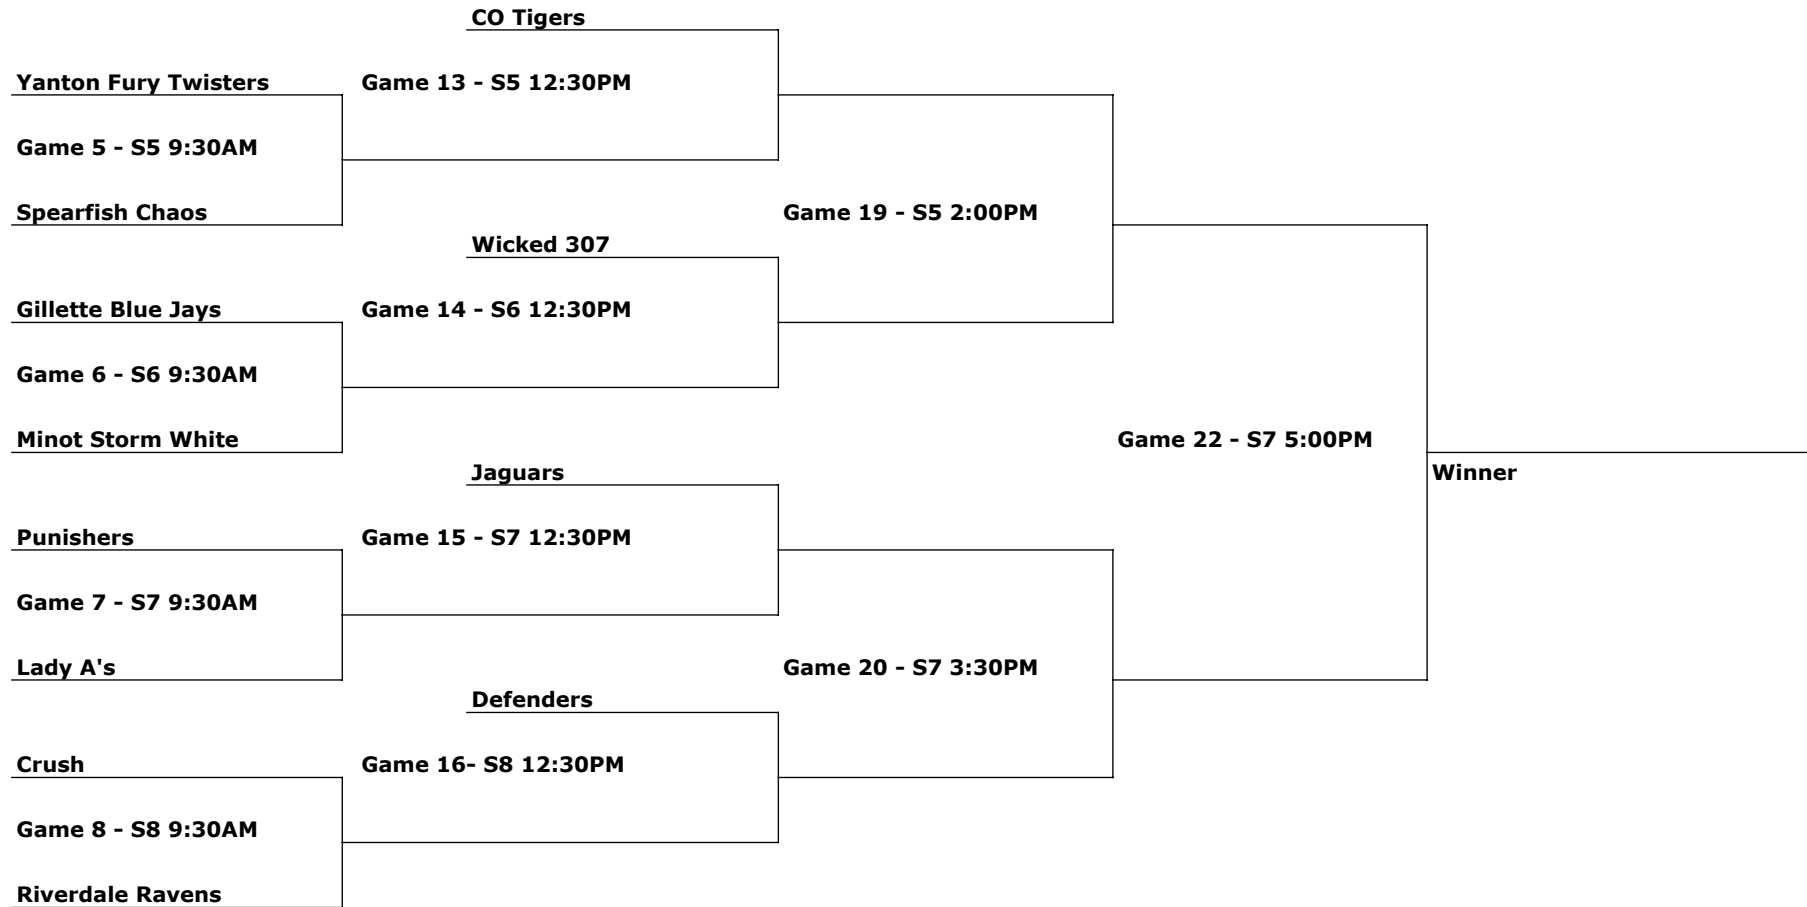 CO Tigers
Yanton Fury Twisters
Game 13 - S5 12:30PM
Game 5 - S5 9:30AM
Spearfish Chaos
Game 19 - S5 2:00PM
Wicked 307
Gillette Blue Jays
Game 14 - S6 12:30PM
Game 6 - S6 9:30AM
Minot Storm White
Game 22 - S7 5:00PM
Jaguars
Winner
Punishers
Game 15 - S7 12:30PM
Game 7 - S7 9:30AM
Lady A's
Game 20 - S7 3:30PM
Defenders
Crush
Game 16- S8 12:30PM
Game 8 - S8 9:30AM
Riverdale Ravens